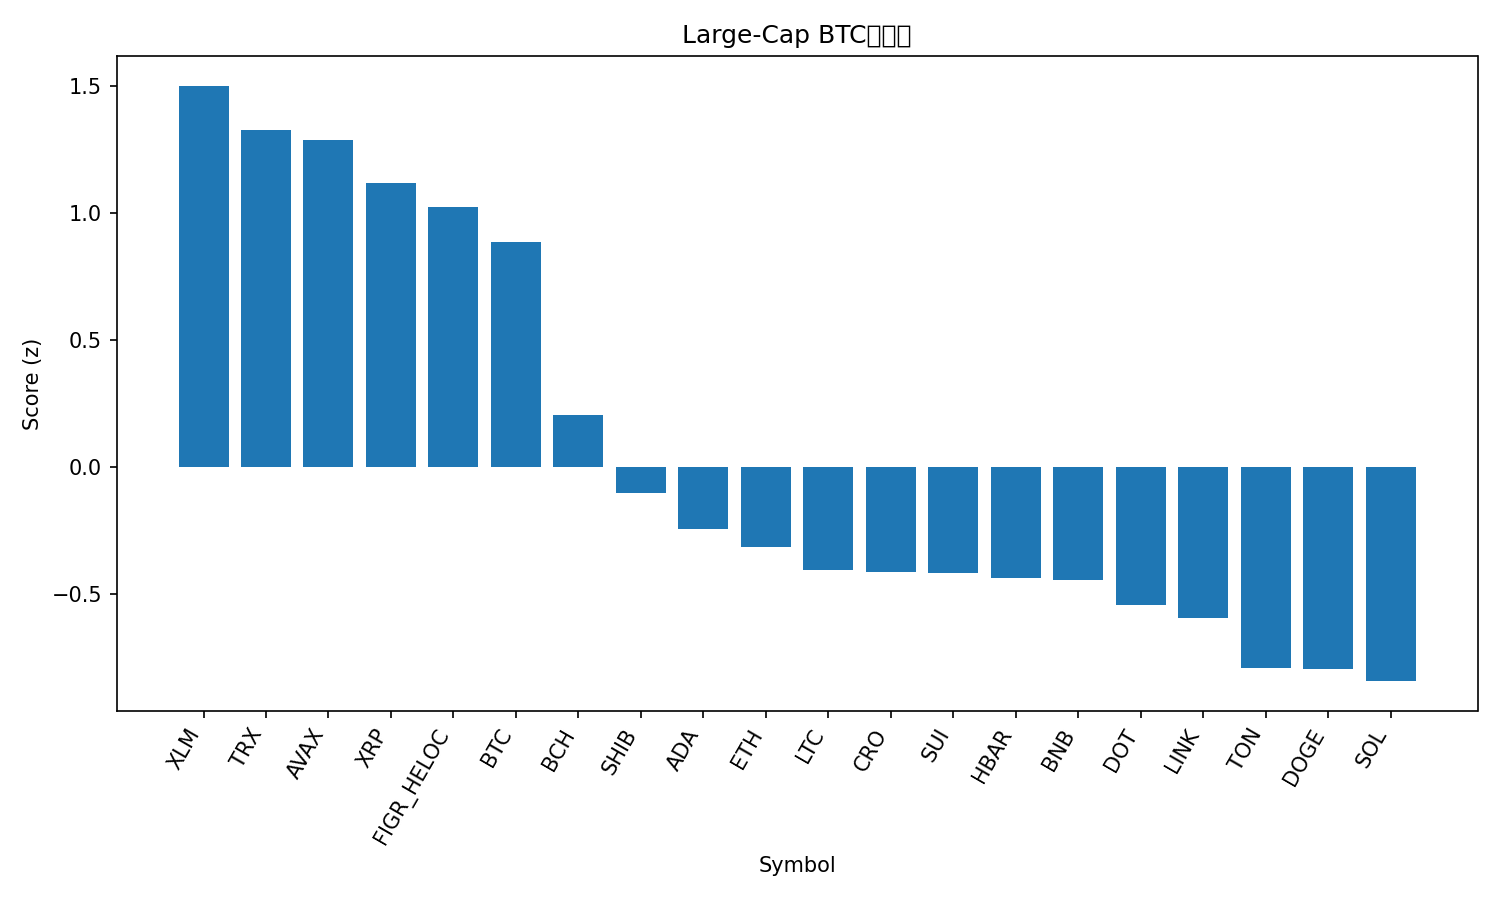 Large-Cap BTC
Score (z)
1.5
1.0
0.5
0.0
−0.5
XLM
TRX
AVAX
XRP
FIGR_HELOC
BTC
BCH
SHIB
ADA
ETH
LTC
CRO
SUI
HBAR
BNB
DOT
LINK
TON
DOGE
SOL
Symbol